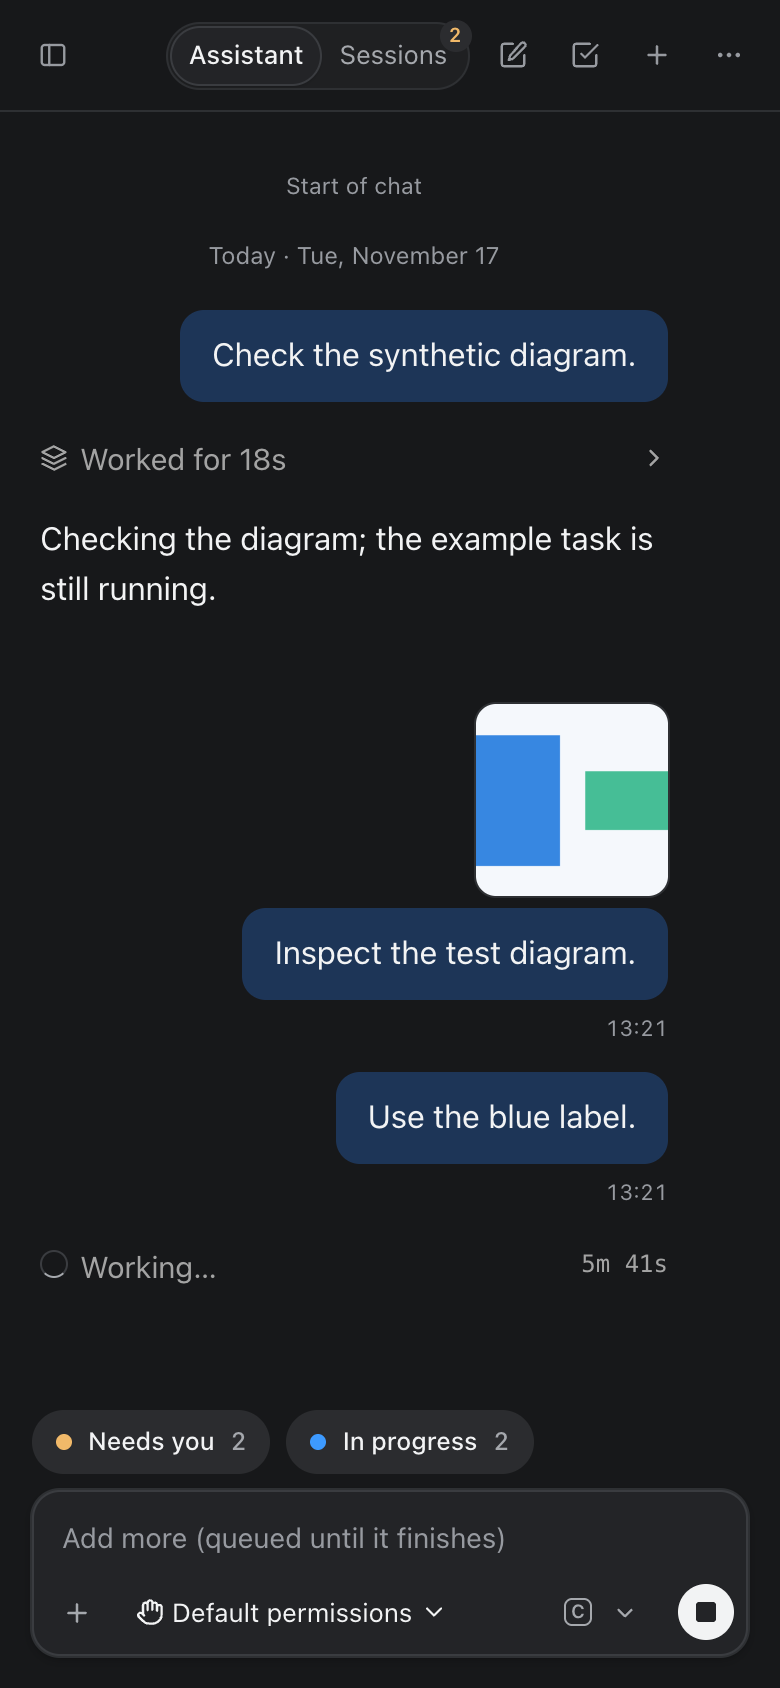 Assistant
Sessions
2
Start of chat
Today · Tue, November 17
Check the synthetic diagram.
Worked for 18s
Checking the diagram; the example task is
still running.
Inspect the test diagram.
13:21
Use the blue label.
13:21
Working...
5m 41s
Needs you 2
In progress 2
Add more (queued until it finishes)
Default permissions
C